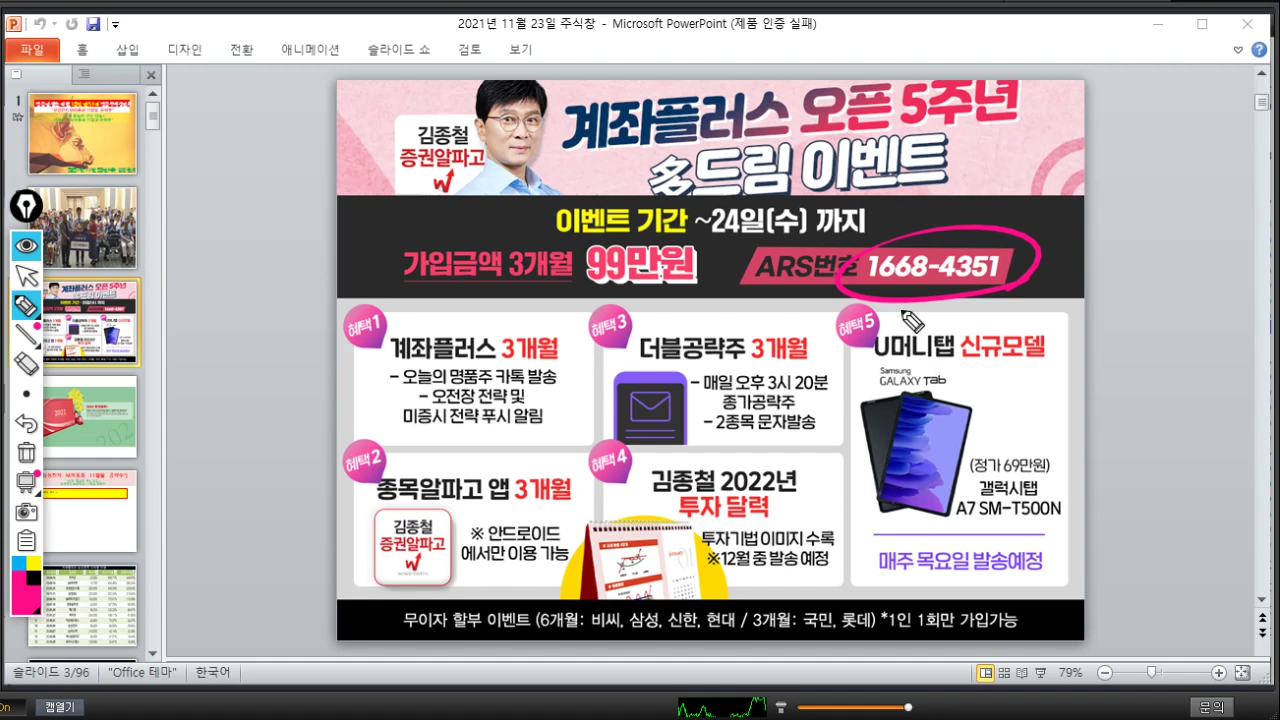 2021년 11월 23일 주식창 - Microsoft PowerPoint (제품 인증 실패)
파일 홈 삽입 디자인 전환 애니메이션 슬라이드 쇼 검토 보기
1
김종철
증권알파고
계좌플러스 오픈 5주년
多드림 이벤트
이벤트 기간 ~24일(수) 까지
가입금액 3개월 99만원 ARS번호 1668-4351
혜택1
계좌플러스 3개월
- 오늘의 명품주 카톡 발송
- 오전장 전략 및
미증시 전략 푸시 알림
혜택3
더블공략주 3개월
- 매일 오후 3시 20분
종가공략주
- 2종목 문자발송
혜택5
U머니탭 신규모델
Samsung
GALAXY Tab
(정가 69만원)
갤럭시탭
A7 SM-T500N
매주 목요일 발송예정
혜택2
종목알파고 앱 3개월
김종철
증권알파고
※ 안드로이드
에서만 이용 가능
혜택4
김종철 2022년
투자 달력
투자기법 이미지 수록
※12월 중 발송 예정
무이자 할부 이벤트 (6개월: 비씨, 삼성, 신한, 현대 / 3개월: 국민, 롯데) *1인 1회만 가입가능
슬라이드 3/96 "Office 테마" 한국어 79%
On 캠열기 문의